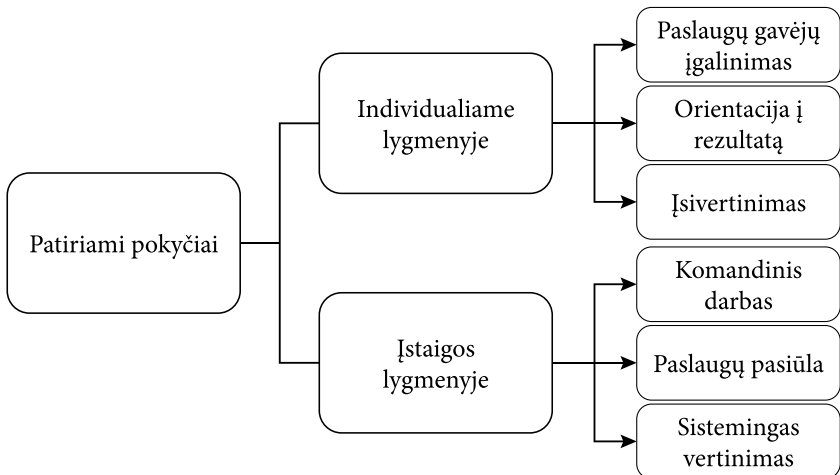 Patiriami pokyčiai
Individualiame
lygmenyje
Paslaugų gavėjų
įgalinimas
Orientacija į
rezultatą
Įsivertinimas
Įstaigos
lygmenyje
Komandinis
darbas
Paslaugų pasiūla
Sistemingas
vertinimas